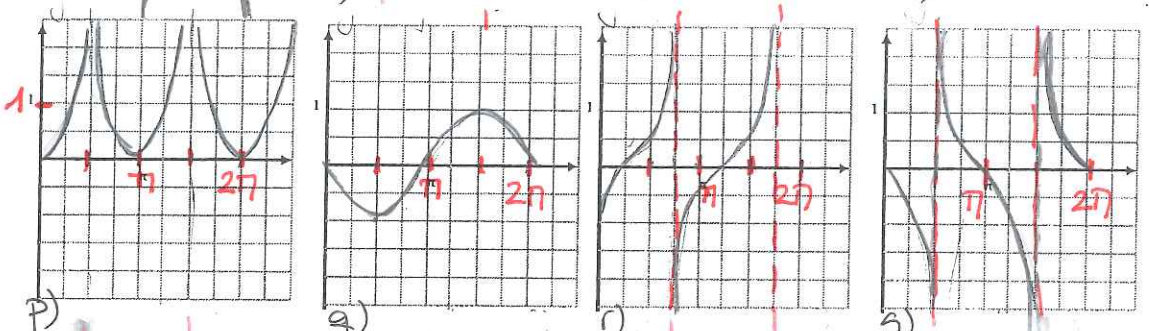 1 1 1 1 1
π π 2π π 2π π π 2π π π 2π
p) q) r) s)